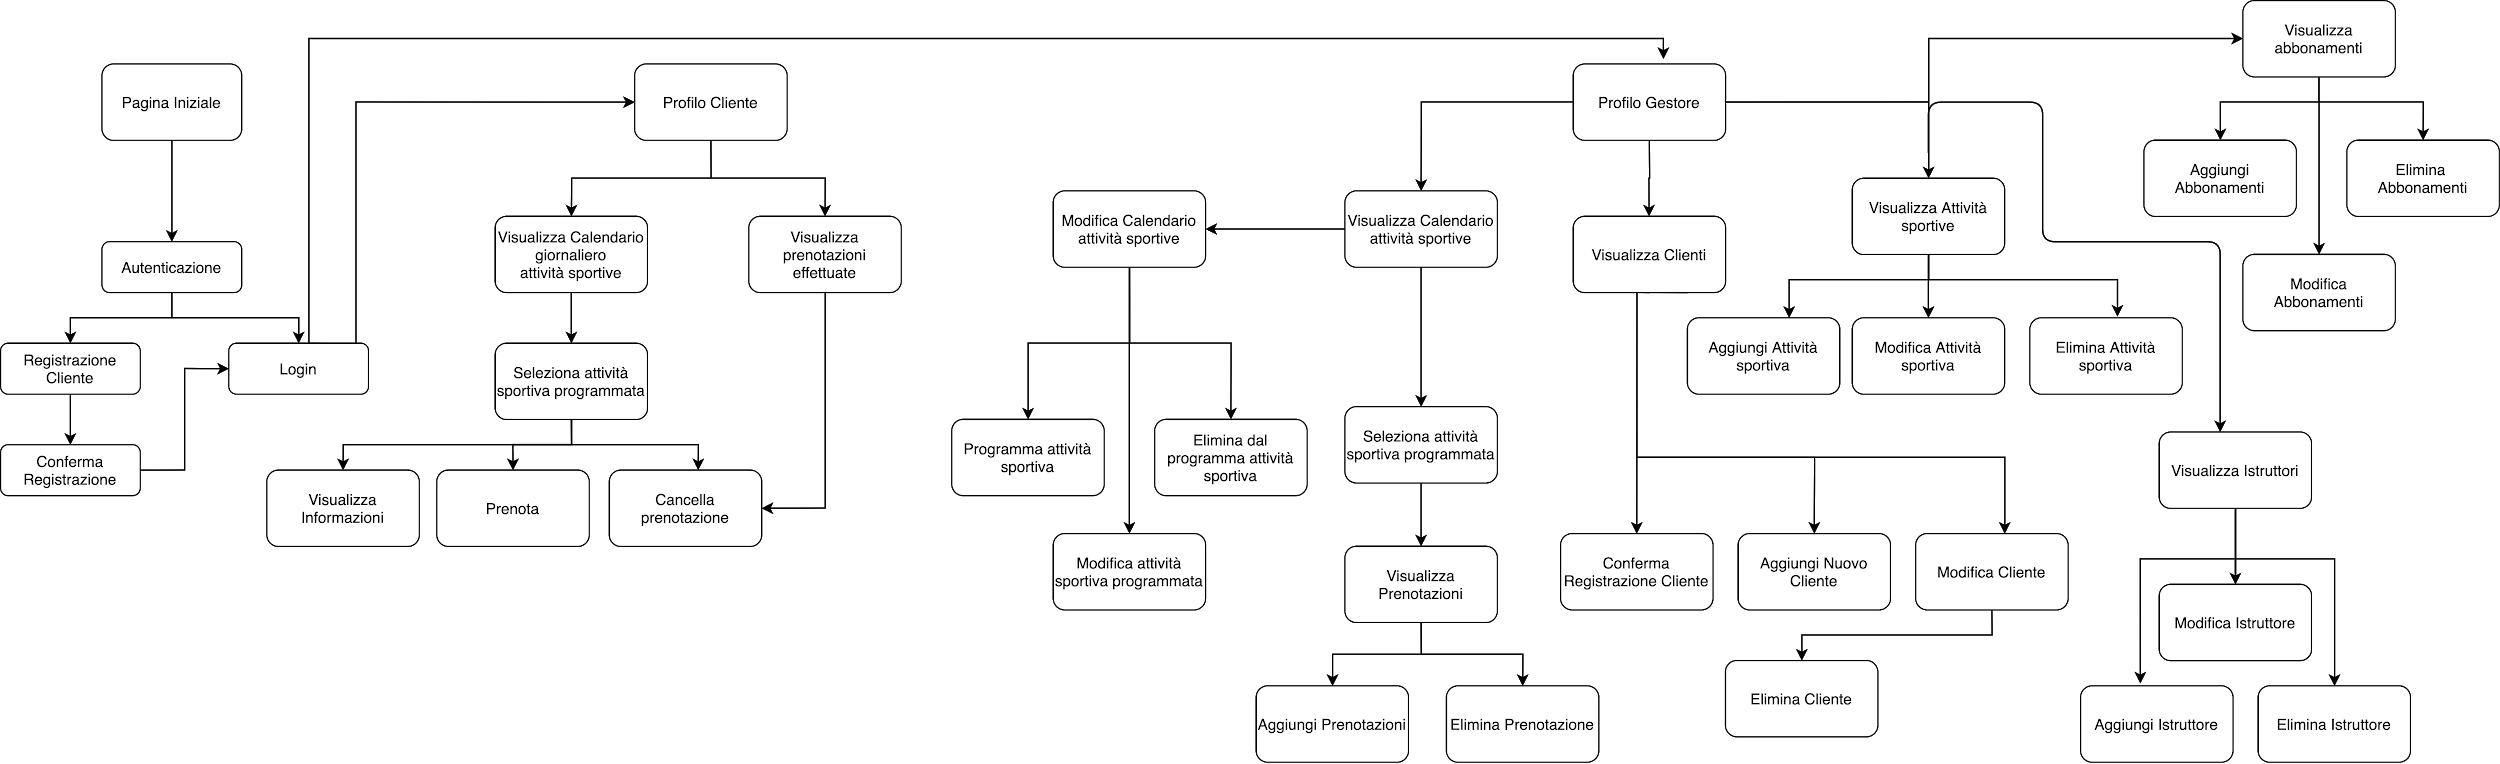 Visualizza
abbonamenti
Pagina Iniziale
Profilo Cliente
Profilo Gestore
Aggiungi
Abbonamenti
Elimina
Abbonamenti
Visualizza Attività
sportive
Modifica Calendario
attività sportive
Visualizza Calendario
attività sportive
Visualizza Calendario
giornaliero
attività sportive
Visualizza
prenotazioni
effettuate
Visualizza Clienti
Autenticazione
Modifica
Abbonamenti
Aggiungi Attività
sportiva
Modifica Attività
sportiva
Elimina Attività
sportiva
Registrazione
Cliente
Login
Seleziona attività
sportiva programmata
Programma attività
sportiva
Elimina dal
programma attività
sportiva
Seleziona attività
sportiva programmata
Visualizza Istruttori
Conferma
Registrazione
Visualizza
Informazioni
Prenota
Cancella
prenotazione
Modifica attività
sportiva programmata
Visualizza
Prenotazioni
Conferma
Registrazione Cliente
Aggiungi Nuovo
Cliente
Modifica Cliente
Modifica Istruttore
Elimina Cliente
Aggiungi Prenotazioni
Elimina Prenotazione
Aggiungi Istruttore
Elimina Istruttore